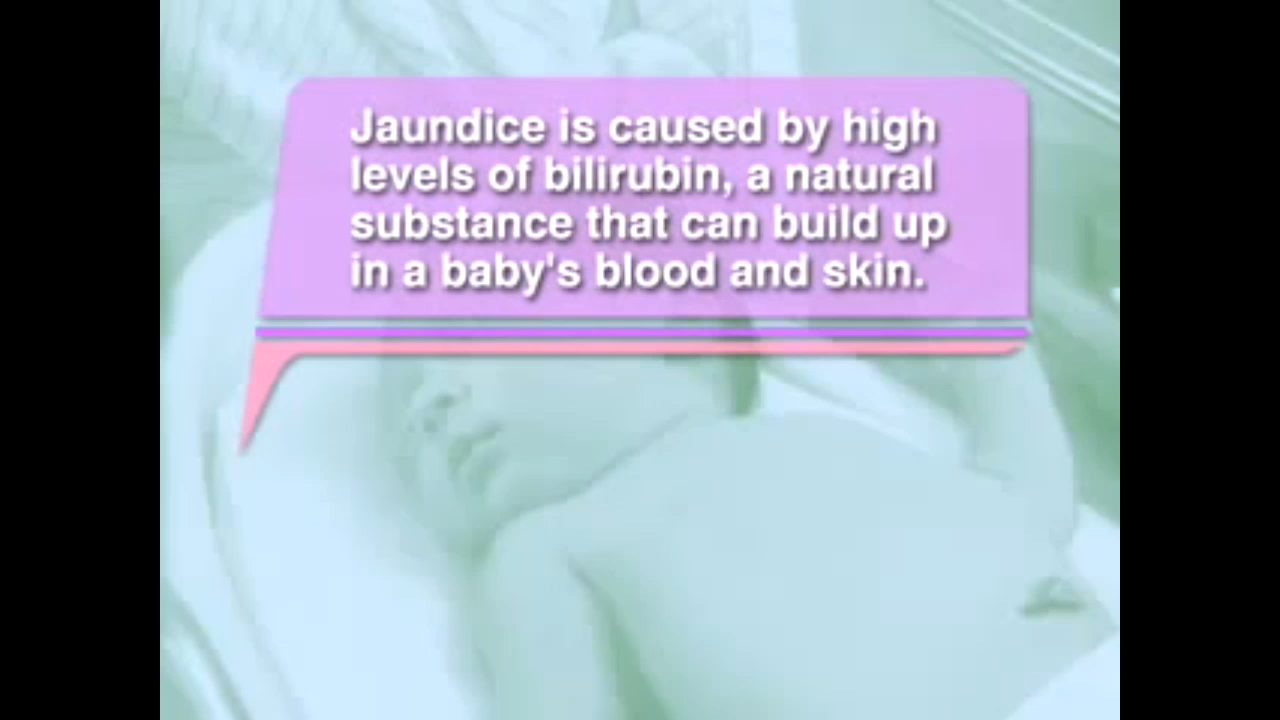 Jaundice is caused by high
levels of bilirubin, a natural
substance that can build up
in a baby's blood and skin.